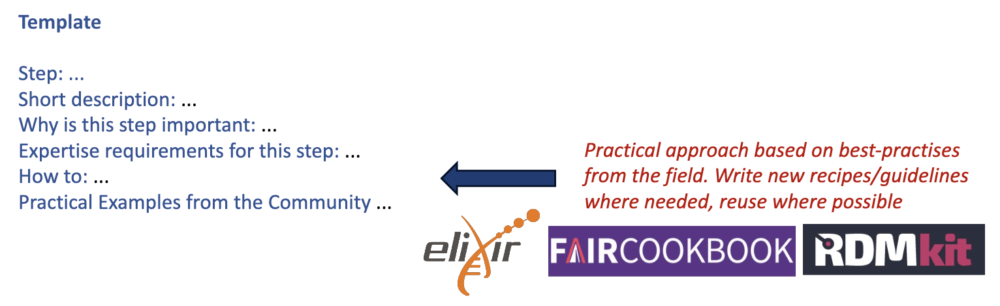 Template
Step: ...
Short description: ...
Why is this step important: ...
Expertise requirements for this step: ...
How to: ...
Practical Examples from the Community ...
Practical approach based on best-practises
from the field. Write new recipes/guidelines
where needed, reuse where possible
elixir
FAIRCOOKBOOK
RDMkit